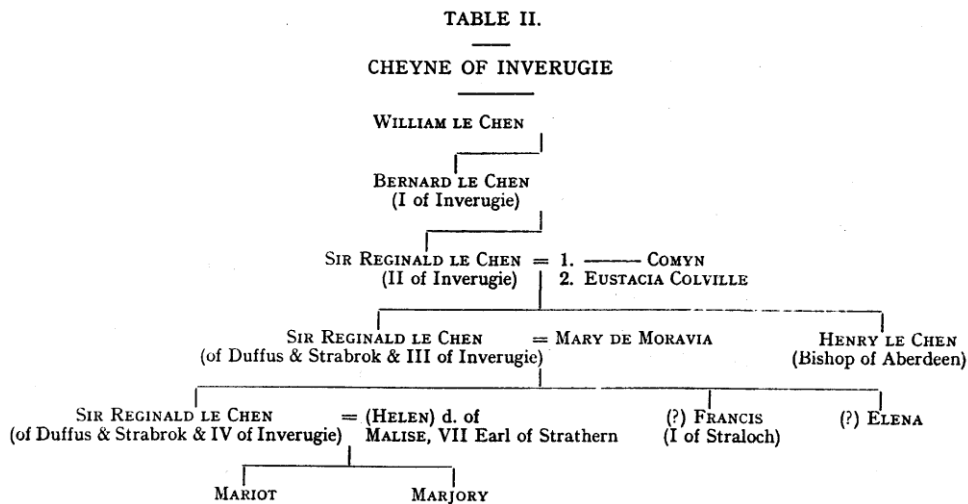 TABLE II.
CHEYNE OF INVERUGIE
WILLIAM LE CHEN
BERNARD LE CHEN
(I of Inverugie)
SIR REGINALD LE CHEN = 1. ——— COMYN
(II of Inverugie) 2. EUSTACIA COLVILLE
SIR REGINALD LE CHEN = MARY DE MORAVIA HENRY LE CHEN
(of Duffus & Strabrok & III of Inverugie) (Bishop of Aberdeen)
SIR REGINALD LE CHEN = (HELEN) d. of (?) FRANCIS (?) ELENA
(of Duffus & Strabrok & IV of Inverugie) MALISE, VII Earl of Strathern (I of Straloch)
MARIOT MARJORY